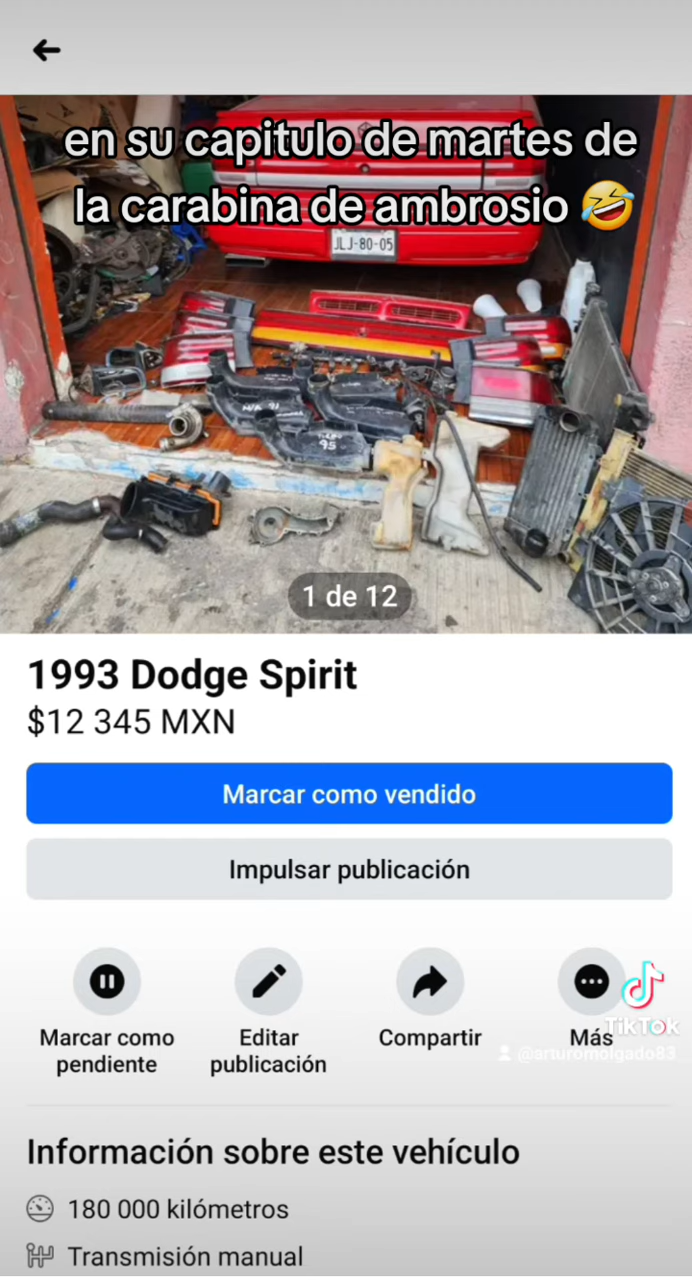 en su capitulo de martes de
la carabina de ambrosio 🤣
JLJ-80-05
95
1 de 12
1993 Dodge Spirit
$12 345 MXN
Marcar como vendido
Impulsar publicación
Marcar como
pendiente
Editar
publicación
Compartir
Más
TikTok
@arturomolgado83
Información sobre este vehículo
180 000 kilómetros
Transmisión manual